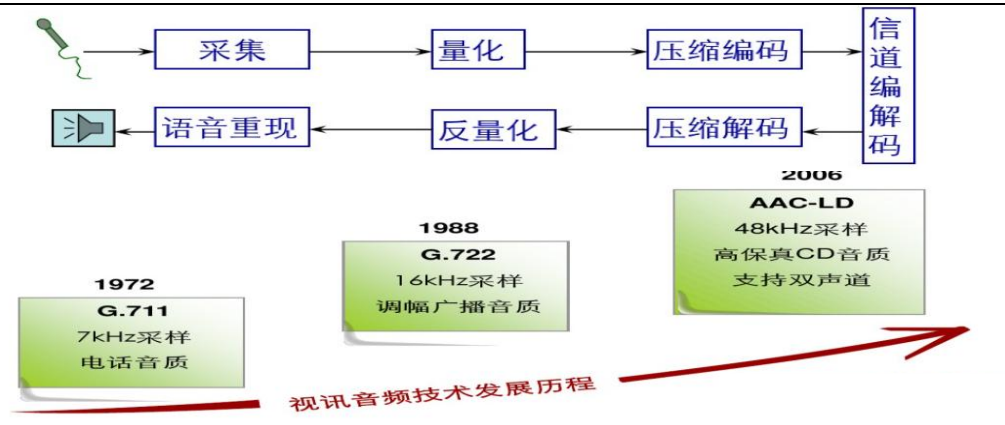 采集
量化
压缩编码
信道编解码
语音重现
反量化
压缩解码
2006
AAC-LD
48kHz采样
高保真CD音质
支持双声道
1988
G.722
16kHz采样
调幅广播音质
1972
G.711
7kHz采样
电话音质
视讯音频技术发展历程